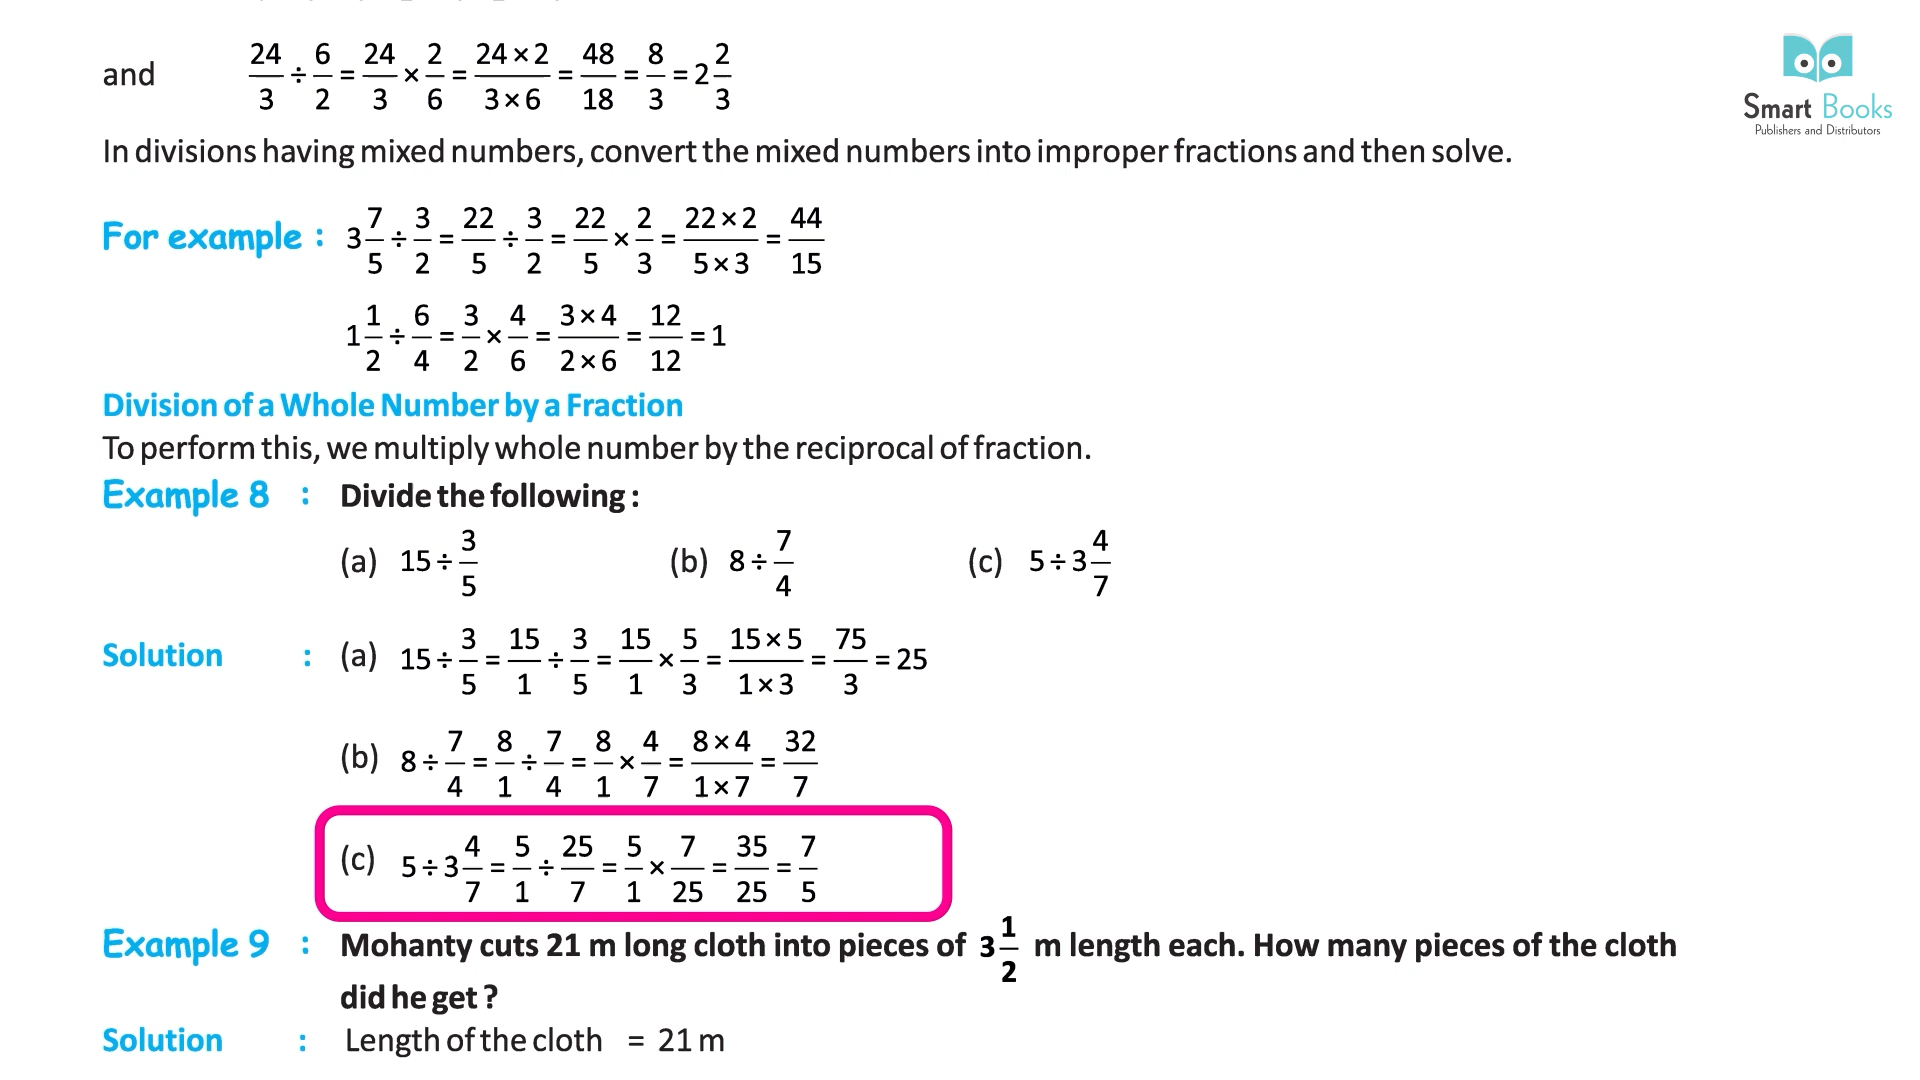 and 24/3 ÷ 6/2 = 24/3 × 2/6 = 24 × 2/3 × 6 = 48/18 = 8/3 = 2 2/3
Smart Books
Publishers and Distributors
In divisions having mixed numbers, convert the mixed numbers into improper fractions and then solve.
For example : 3 7/5 ÷ 3/2 = 22/5 ÷ 3/2 = 22/5 × 2/3 = 22 × 2/5 × 3 = 44/15
1 1/2 ÷ 6/4 = 3/2 × 4/6 = 3 × 4/2 × 6 = 12/12 = 1
Division of a Whole Number by a Fraction
To perform this, we multiply whole number by the reciprocal of fraction.
Example 8 : Divide the following :
(a) 15 ÷ 3/5 (b) 8 ÷ 7/4 (c) 5 ÷ 3 4/7
Solution : (a) 15 ÷ 3/5 = 15/1 ÷ 3/5 = 15/1 × 5/3 = 15 × 5/1 × 3 = 75/3 = 25
(b) 8 ÷ 7/4 = 8/1 ÷ 7/4 = 8/1 × 4/7 = 8 × 4/1 × 7 = 32/7
(c) 5 ÷ 3 4/7 = 5/1 ÷ 25/7 = 5/1 × 7/25 = 35/25 = 7/5
Example 9 : Mohanty cuts 21 m long cloth into pieces of 3 1/2 m length each. How many pieces of the cloth
did he get ?
Solution : Length of the cloth = 21 m